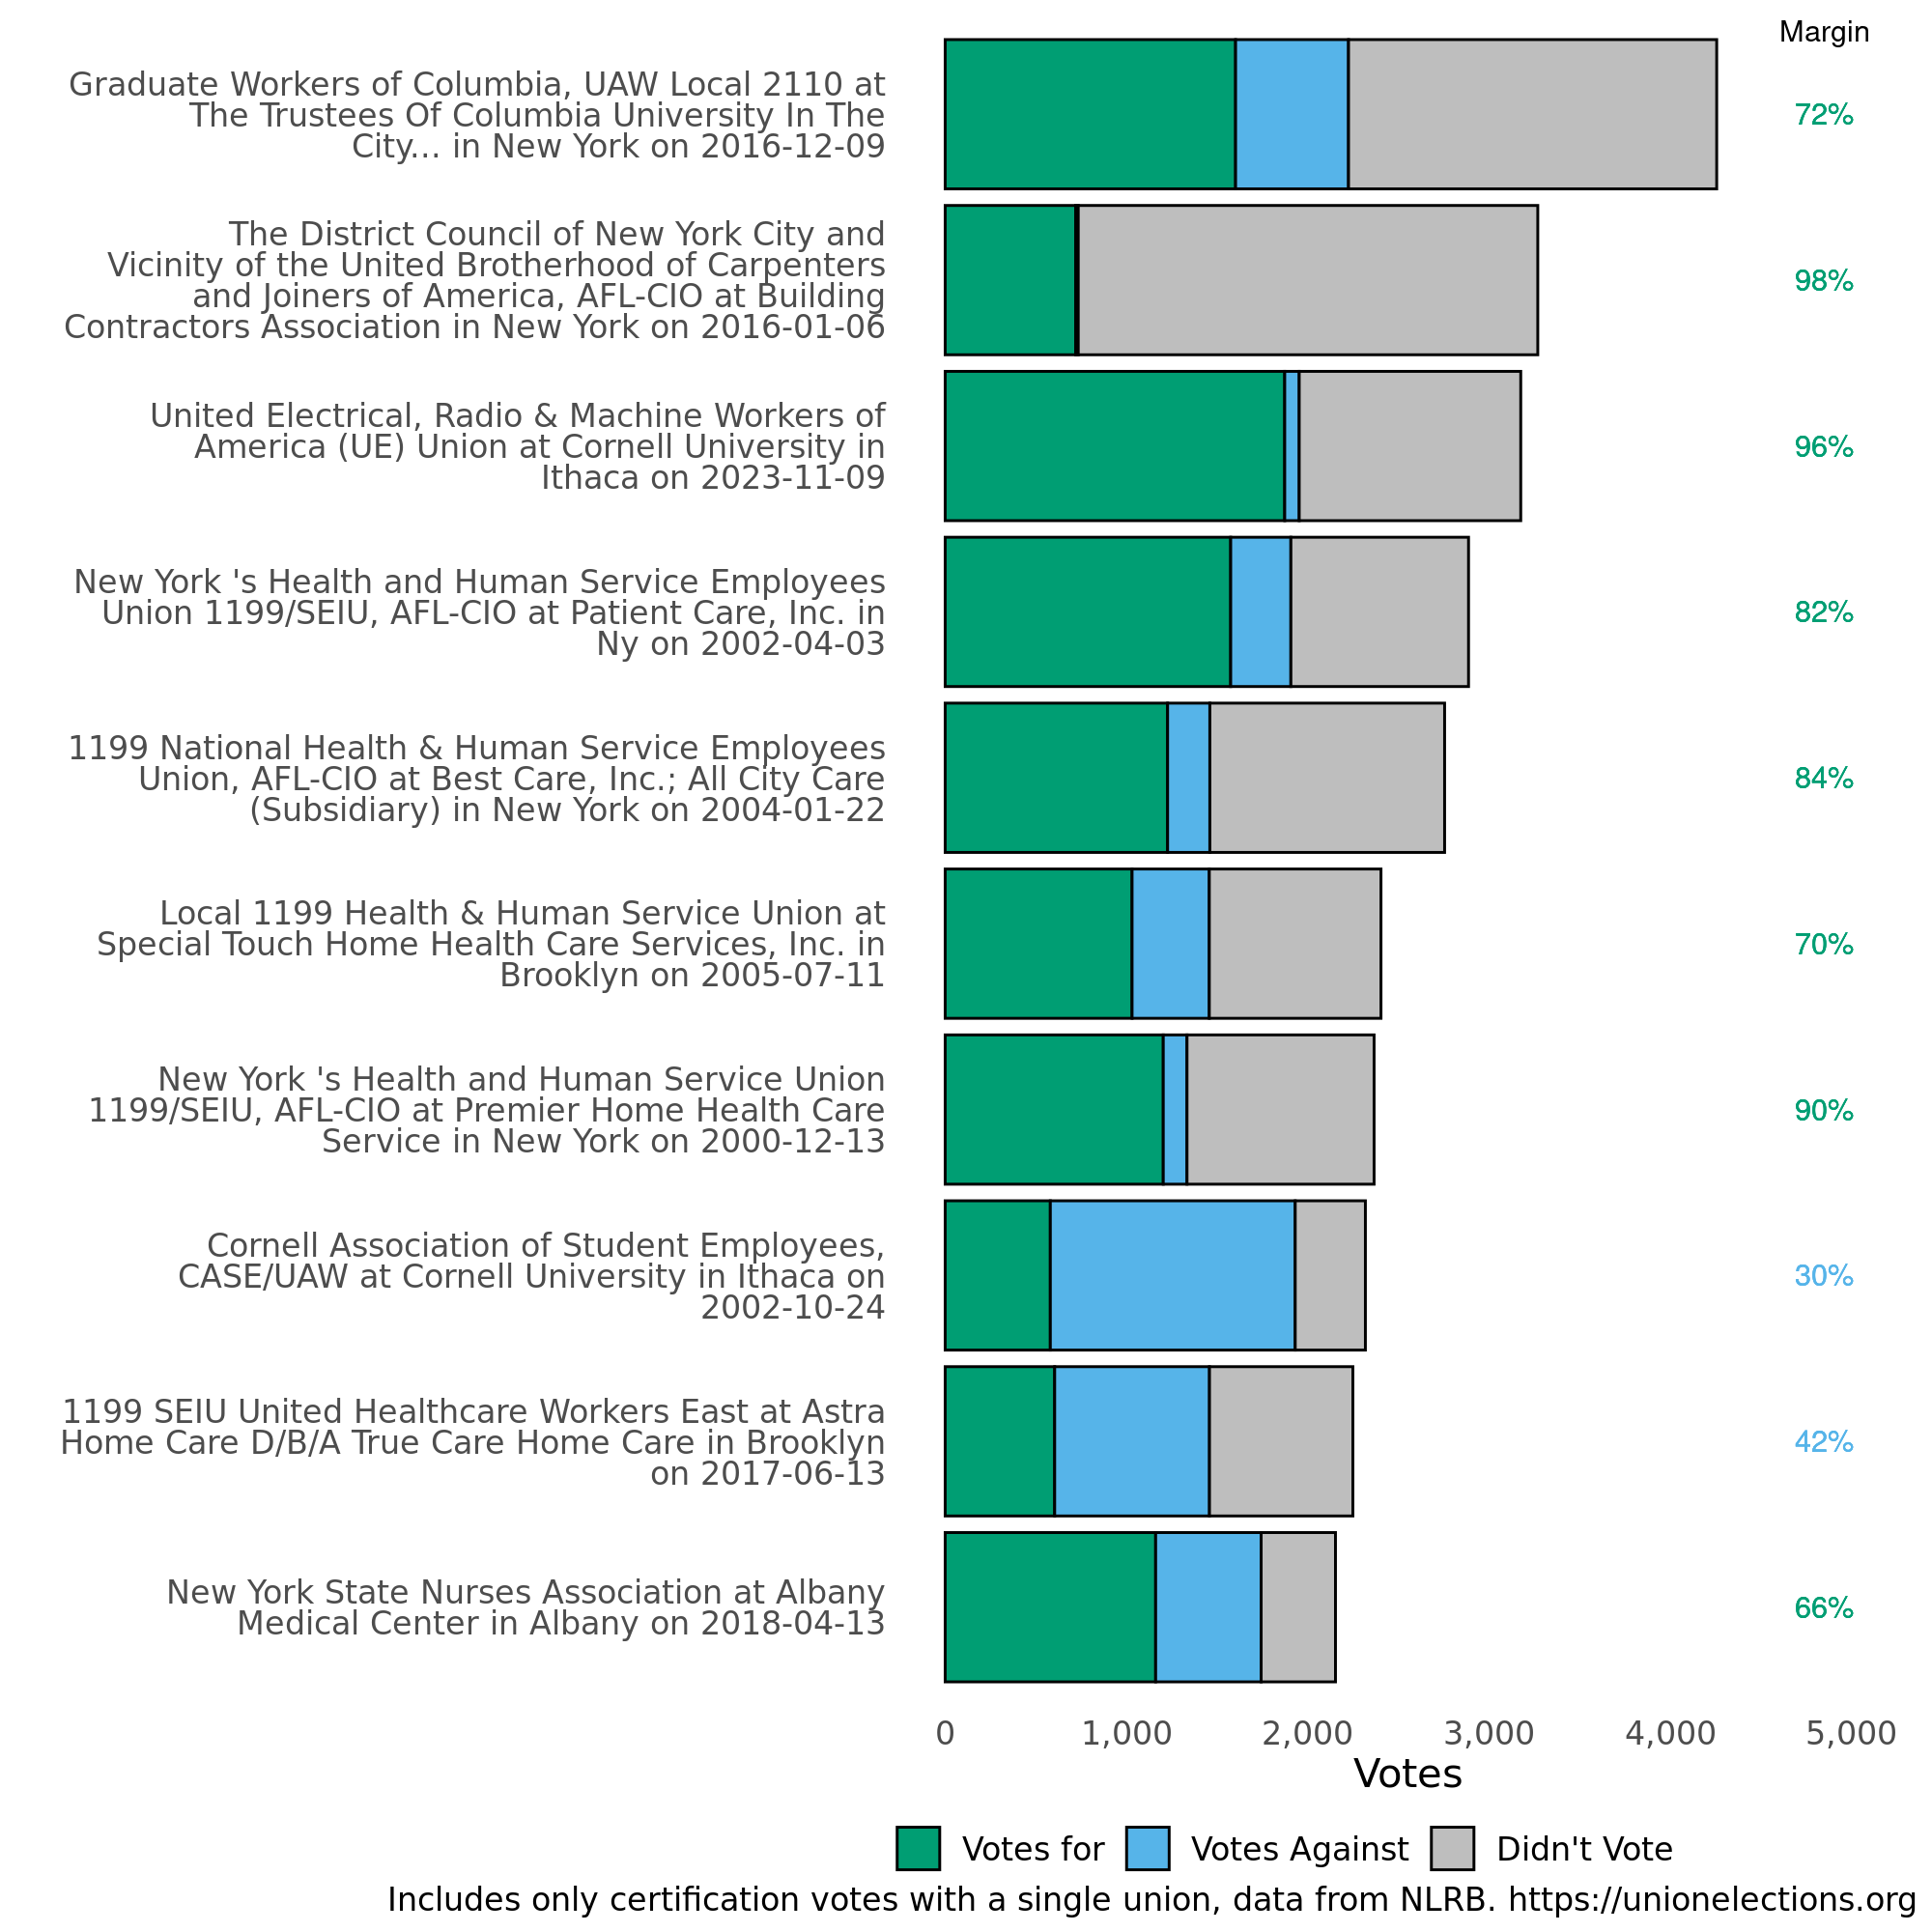 Margin
Graduate Workers of Columbia, UAW Local 2110 at
The Trustees Of Columbia University In The
City... in New York on 2016-12-09
72%
The District Council of New York City and
Vicinity of the United Brotherhood of Carpenters
and Joiners of America, AFL-CIO at Building
Contractors Association in New York on 2016-01-06
98%
United Electrical, Radio & Machine Workers of
America (UE) Union at Cornell University in
Ithaca on 2023-11-09
96%
New York 's Health and Human Service Employees
Union 1199/SEIU, AFL-CIO at Patient Care, Inc. in
Ny on 2002-04-03
82%
1199 National Health & Human Service Employees
Union, AFL-CIO at Best Care, Inc.; All City Care
(Subsidiary) in New York on 2004-01-22
84%
Local 1199 Health & Human Service Union at
Special Touch Home Health Care Services, Inc. in
Brooklyn on 2005-07-11
70%
New York 's Health and Human Service Union
1199/SEIU, AFL-CIO at Premier Home Health Care
Service in New York on 2000-12-13
90%
Cornell Association of Student Employees,
CASE/UAW at Cornell University in Ithaca on
2002-10-24
30%
1199 SEIU United Healthcare Workers East at Astra
Home Care D/B/A True Care Home Care in Brooklyn
on 2017-06-13
42%
New York State Nurses Association at Albany
Medical Center in Albany on 2018-04-13
66%
0 1,000 2,000 3,000 4,000 5,000
Votes
Votes for Votes Against Didn't Vote
Includes only certification votes with a single union, data from NLRB. https://unionelections.org